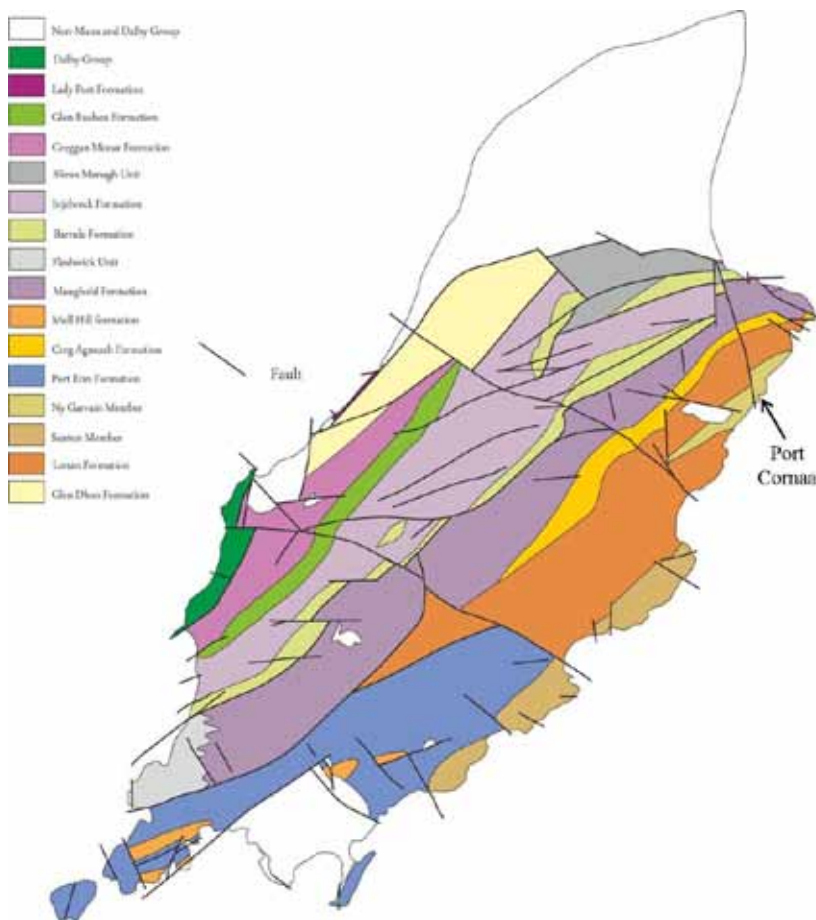 Non-Manx and Dalby Group
Dalby Group
Lady Port Formation
Glen Rushen Formation
Creggan Mooar Formation
Slieau Managh Unit
Injebreck Formation
Barrule Formation
Fleshwick Unit
Maughold Formation
Mull Hill Formation
Creg Agneash Formation
Port Erin Formation
Ny Garvain Member
Santon Member
Lonan Formation
Glen Dhoo Formation
Fault
Port
Cornaa